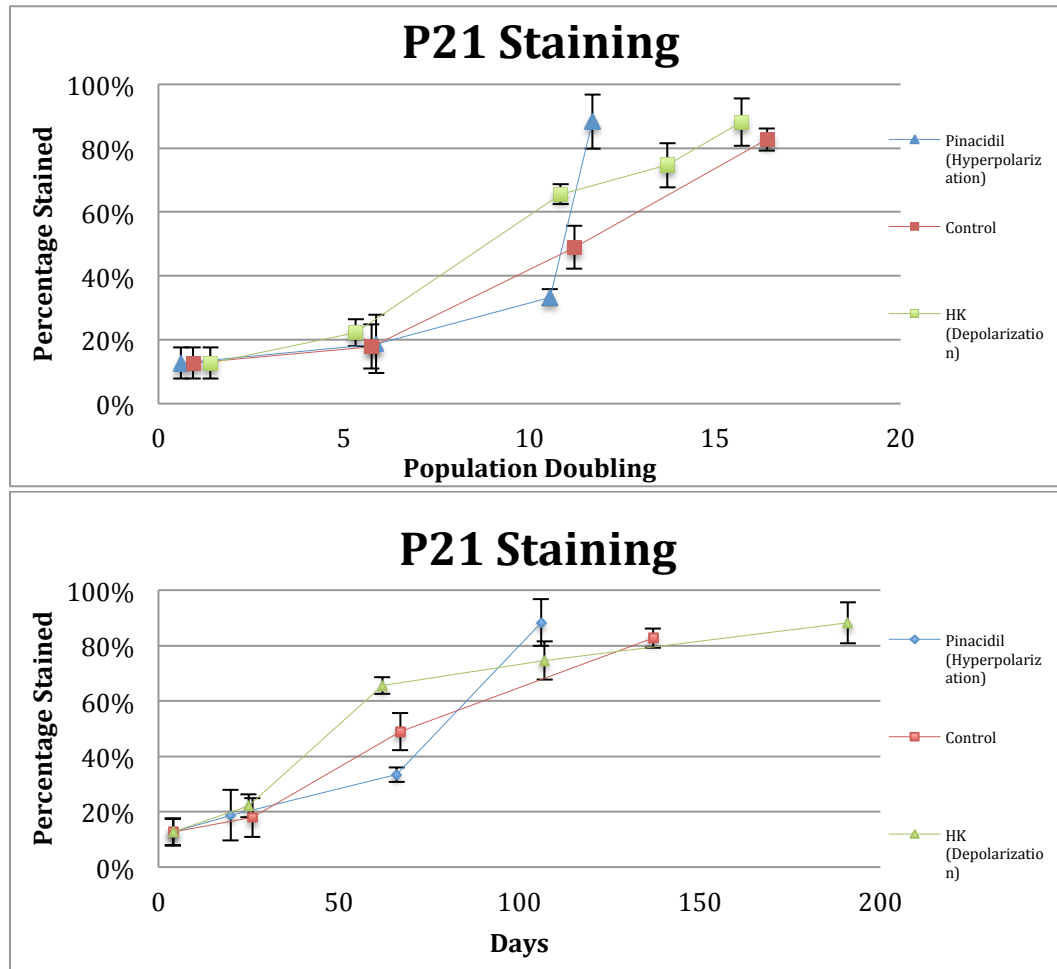 P21 Staining
100%
80%
60%
40%
20%
0%
Percentage Stained
0
5
10
15
20
Population Doubling
Pinacidil
(Hyperpolariz
ation)
Control
HK
(Depolarizatio
n)
P21 Staining
100%
80%
60%
40%
20%
0%
Percentage Stained
0
50
100
150
200
Days
Pinacidil
(Hyperpolariz
ation)
Control
HK
(Depolarizatio
n)